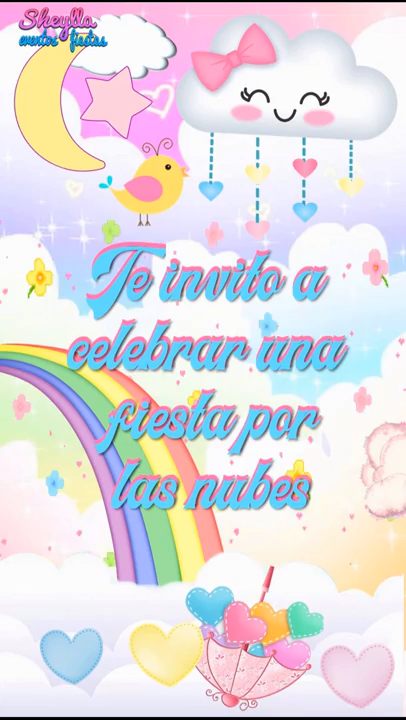 Sheylla
eventos fiestas
Te invito a
celebrar una
fiesta por
las nubes